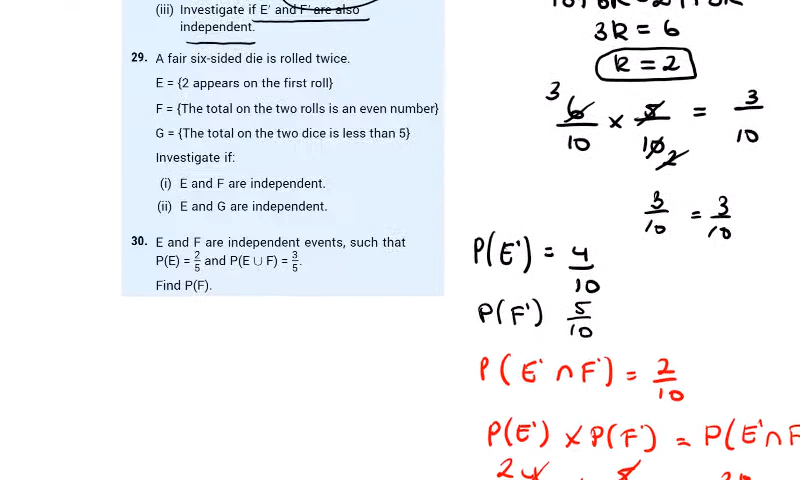 (iii) Investigate if E' and F' are also
independent.
29. A fair six-sided die is rolled twice.
E = {2 appears on the first roll}
F = {The total on the two rolls is an even number}
G = {The total on the two dice is less than 5}
Investigate if:
(i) E and F are independent.
(ii) E and G are independent.
30. E and F are independent events, such that
P(E) = 2/5 and P(E ∪ F) = 3/5.
Find P(F).
3k = 6
k = 2
3 6/10 × 5/10 2 = 3/10
3/10 = 3/10
P(E') = 4/10
P(F') 5/10
P(E' ∩ F') = 2/10
P(E') × P(F') = P(E' ∩ F